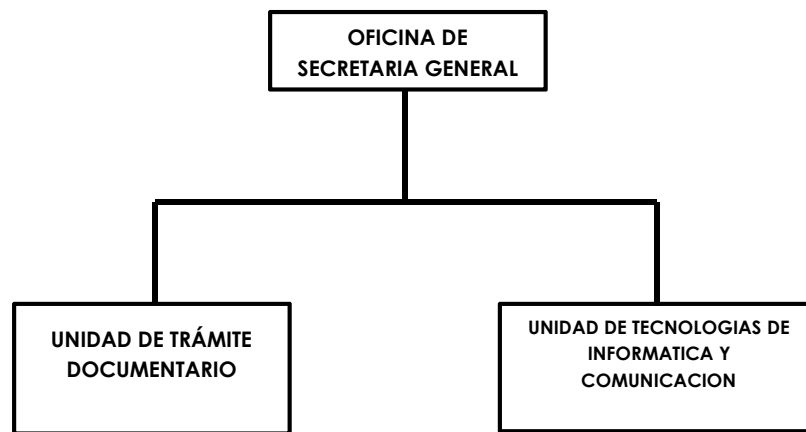 OFICINA DE
SECRETARIA GENERAL
UNIDAD DE TRÁMITE
DOCUMENTARIO
UNIDAD DE TECNOLOGIAS DE
INFORMATICA Y
COMUNICACION